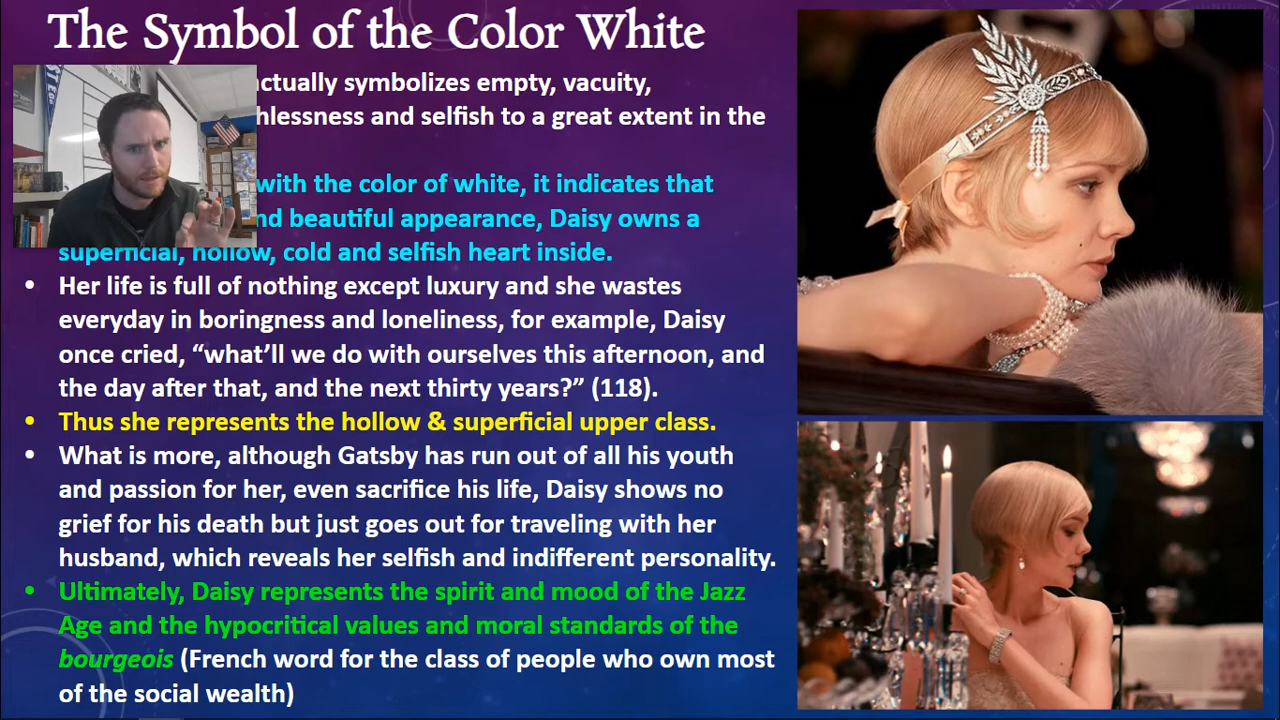 The Symbol of the Color White
actually symbolizes empty, vacuity,
hlessness and selfish to a great extent in the
with the color of white, it indicates that
nd beautiful appearance, Daisy owns a
superficial, hollow, cold and selfish heart inside.
• Her life is full of nothing except luxury and she wastes
everyday in boringness and loneliness, for example, Daisy
once cried, “what’ll we do with ourselves this afternoon, and
the day after that, and the next thirty years?” (118).
• Thus she represents the hollow & superficial upper class.
• What is more, although Gatsby has run out of all his youth
and passion for her, even sacrifice his life, Daisy shows no
grief for his death but just goes out for traveling with her
husband, which reveals her selfish and indifferent personality.
• Ultimately, Daisy represents the spirit and mood of the Jazz
Age and the hypocritical values and moral standards of the
bourgeois (French word for the class of people who own most
of the social wealth)